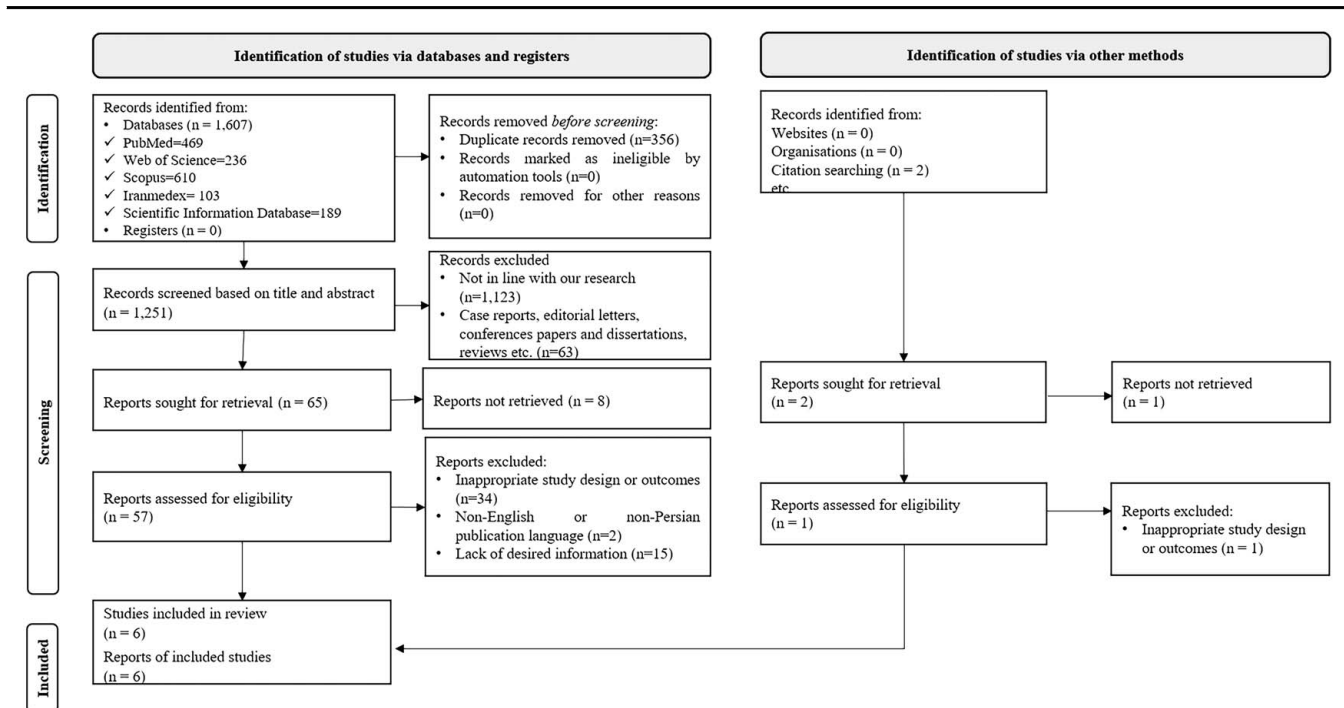 Identification of studies via databases and registers
Identification of studies via other methods
Identification
Records identified from:
• Databases (n = 1,607)
✓ PubMed=469
✓ Web of Science=236
✓ Scopus=610
✓ Iranmedex= 103
✓ Scientific Information Database=189
• Registers (n = 0)
Records removed before screening:
• Duplicate records removed (n=356)
• Records marked as ineligible by
automation tools (n=0)
• Records removed for other reasons
(n=0)
Records identified from:
Websites (n = 0)
Organisations (n = 0)
Citation searching (n = 2)
etc
Screening
Records screened based on title and abstract
(n = 1,251)
Records excluded
• Not in line with our research
(n=1,123)
• Case reports, editorial letters,
conferences papers and dissertations,
reviews etc. (n=63)
Reports sought for retrieval (n = 65)
Reports not retrieved (n = 8)
Reports sought for retrieval
(n = 2)
Reports not retrieved
(n = 1)
Reports assessed for eligibility
(n = 57)
Reports excluded:
• Inappropriate study design or outcomes
(n=34)
• Non-English or non-Persian
publication language (n=2)
• Lack of desired information (n=15)
Reports assessed for eligibility
(n = 1)
Reports excluded:
• Inappropriate study design
or outcomes (n = 1)
Included
Studies included in review
(n = 6)
Reports of included studies
(n = 6)